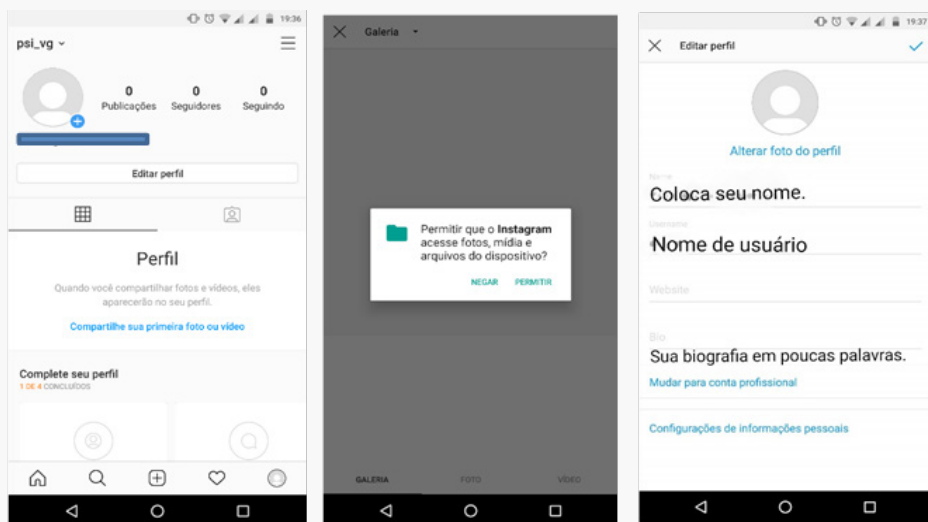 19:36
psi_vg
0 0 0
Publicações Seguidores Seguindo
Editar perfil
Perfil
Quando você compartilhar fotos e vídeos, eles
aparecerão no seu perfil.
Compartilhe sua primeira foto ou vídeo
Complete seu perfil
1 DE 4 CONCLUÍDOS
Galeria
Permitir que o Instagram
acesse fotos, mídia e
arquivos do dispositivo?
NEGAR PERMITIR
GALERIA FOTO VÍDEO
19:37
Editar perfil
Alterar foto do perfil
Nome
Coloca seu nome.
Username
Nome de usuário
Website
Bio
Sua biografia em poucas palavras.
Mudar para conta profissional
Configurações de informações pessoais